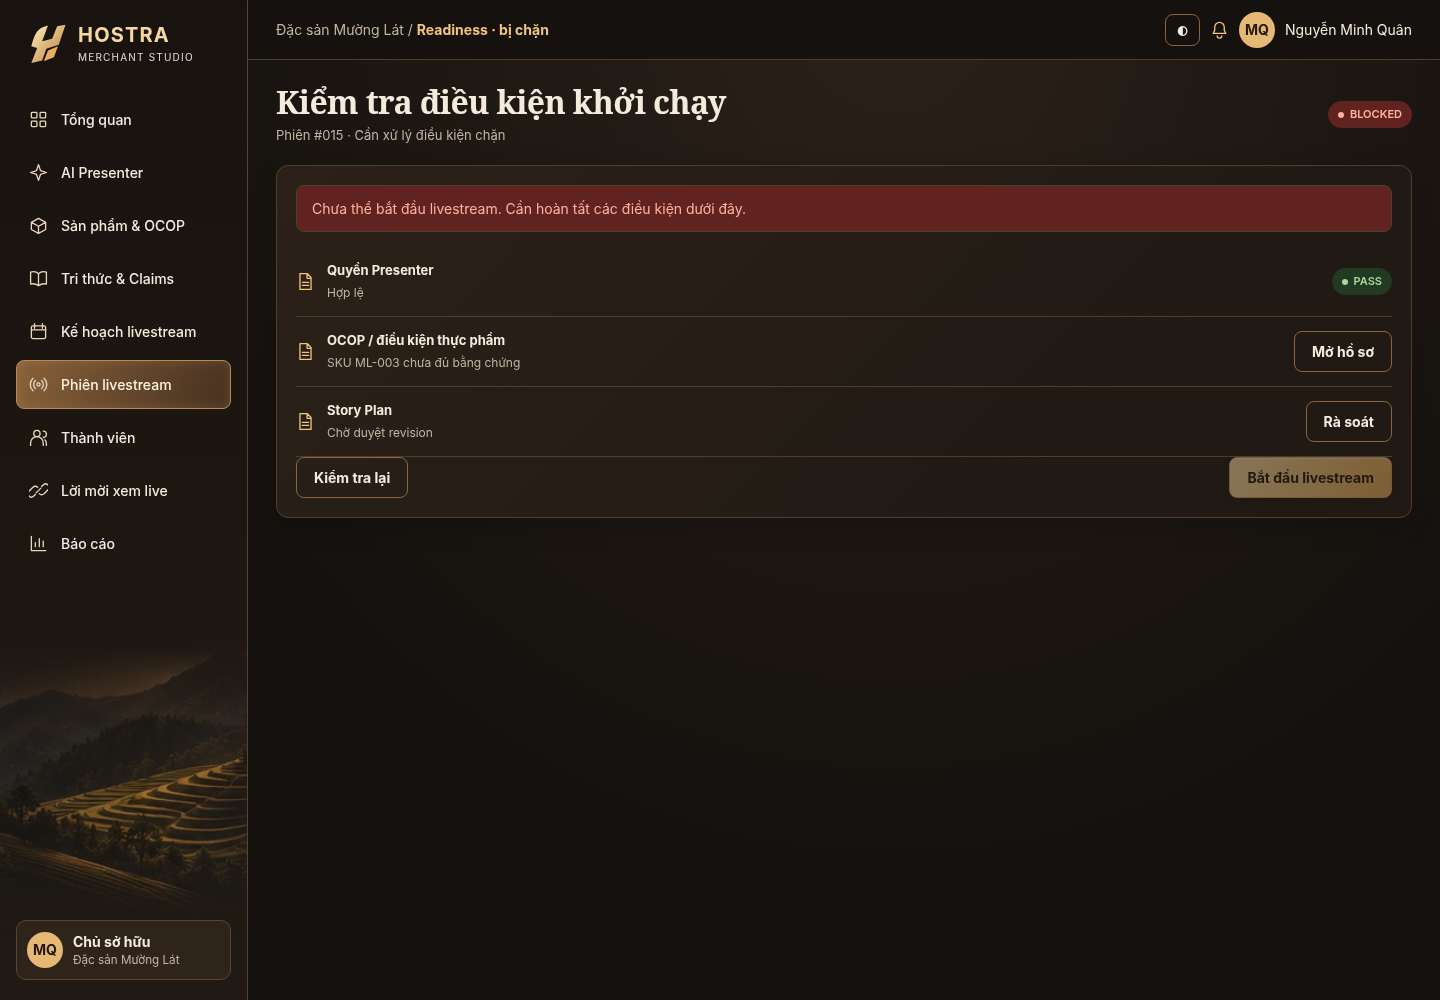 HOSTRA
MERCHANT STUDIO
Tổng quan
AI Presenter
Sản phẩm & OCOP
Tri thức & Claims
Kế hoạch livestream
Phiên livestream
Thành viên
Lời mời xem live
Báo cáo
MQ
Chủ sở hữu
Đặc sản Mường Lát
Đặc sản Mường Lát / Readiness · bị chặn
MQ
Nguyễn Minh Quân
Kiểm tra điều kiện khởi chạy
Phiên #015 · Cần xử lý điều kiện chặn
BLOCKED
Chưa thể bắt đầu livestream. Cần hoàn tất các điều kiện dưới đây.
Quyền Presenter
Hợp lệ
PASS
OCOP / điều kiện thực phẩm
SKU ML-003 chưa đủ bằng chứng
Mở hồ sơ
Story Plan
Chờ duyệt revision
Rà soát
Kiểm tra lại
Bắt đầu livestream